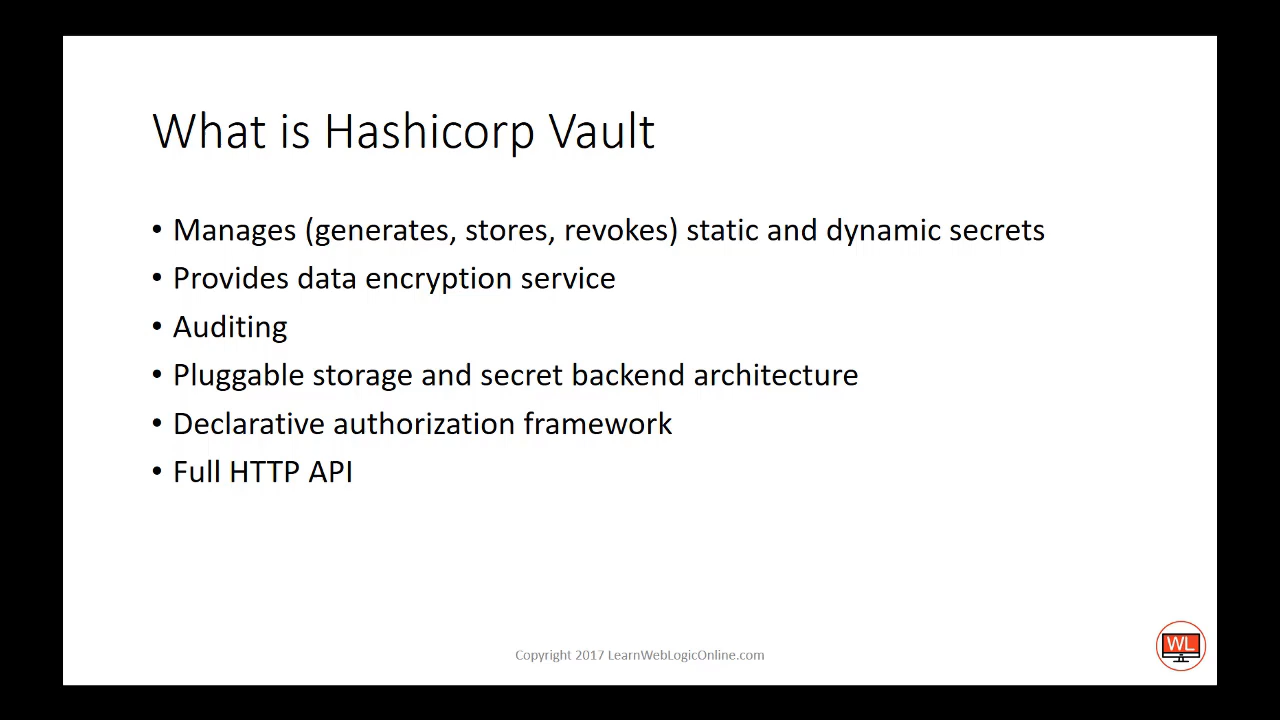 What is Hashicorp Vault
• Manages (generates, stores, revokes) static and dynamic secrets
• Provides data encryption service
• Auditing
• Pluggable storage and secret backend architecture
• Declarative authorization framework
• Full HTTP API
Copyright 2017 LearnWebLogicOnline.com
WL